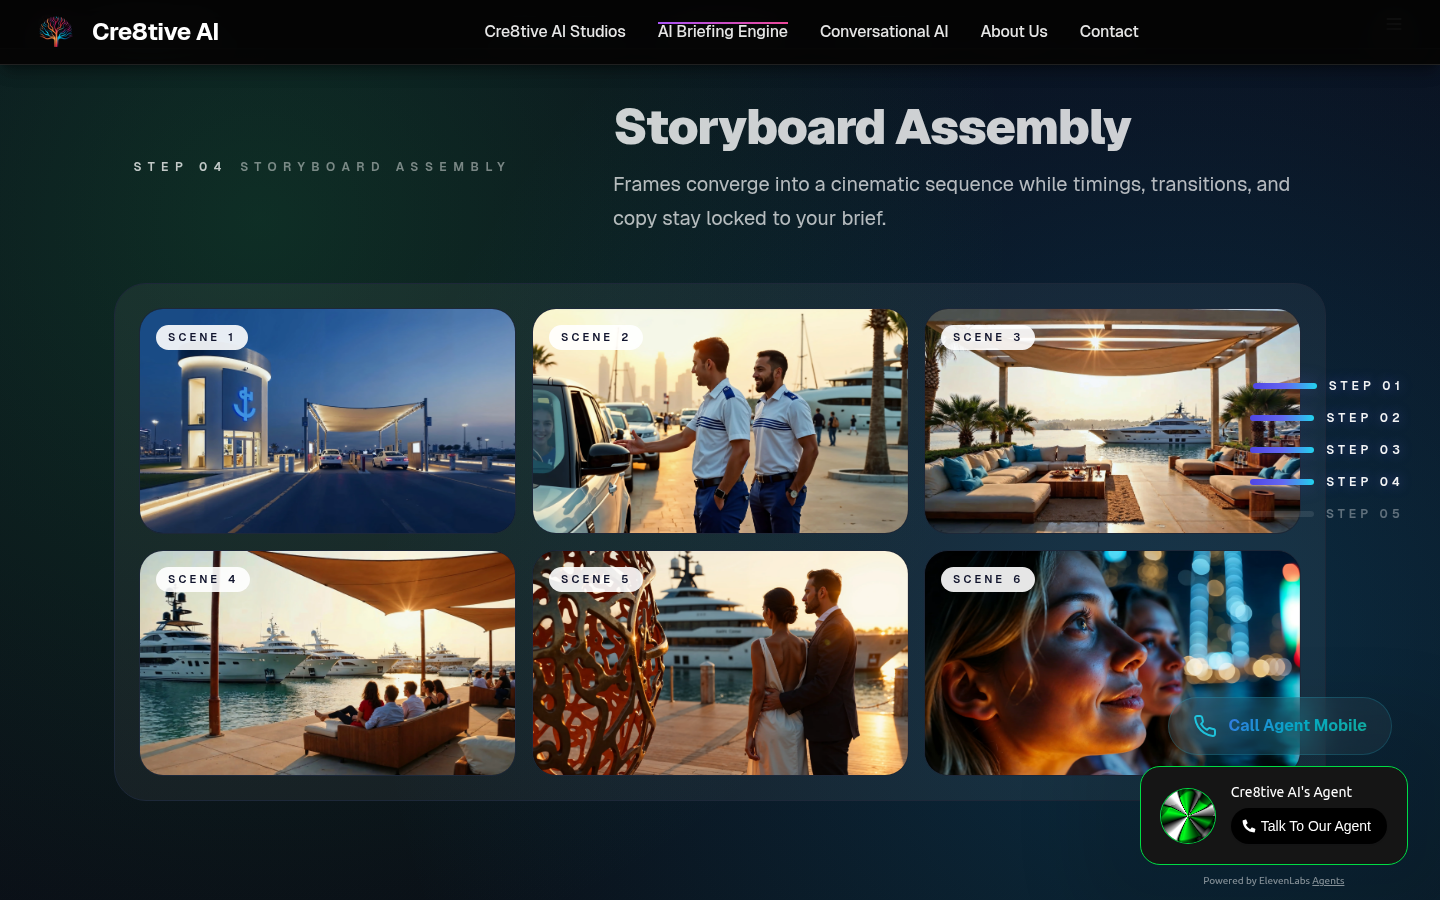 Cre8tive AI
Cre8tive AI Studios
AI Briefing Engine
Conversational AI
About Us
Contact
STEP 04 STORYBOARD ASSEMBLY
Storyboard Assembly
Frames converge into a cinematic sequence while timings, transitions, and
copy stay locked to your brief.
SCENE 1
SCENE 2
SCENE 3
STEP 01
STEP 02
STEP 03
STEP 04
STEP 05
SCENE 4
SCENE 5
SCENE 6
Call Agent Mobile
Cre8tive AI's Agent
Talk To Our Agent
Powered by ElevenLabs Agents